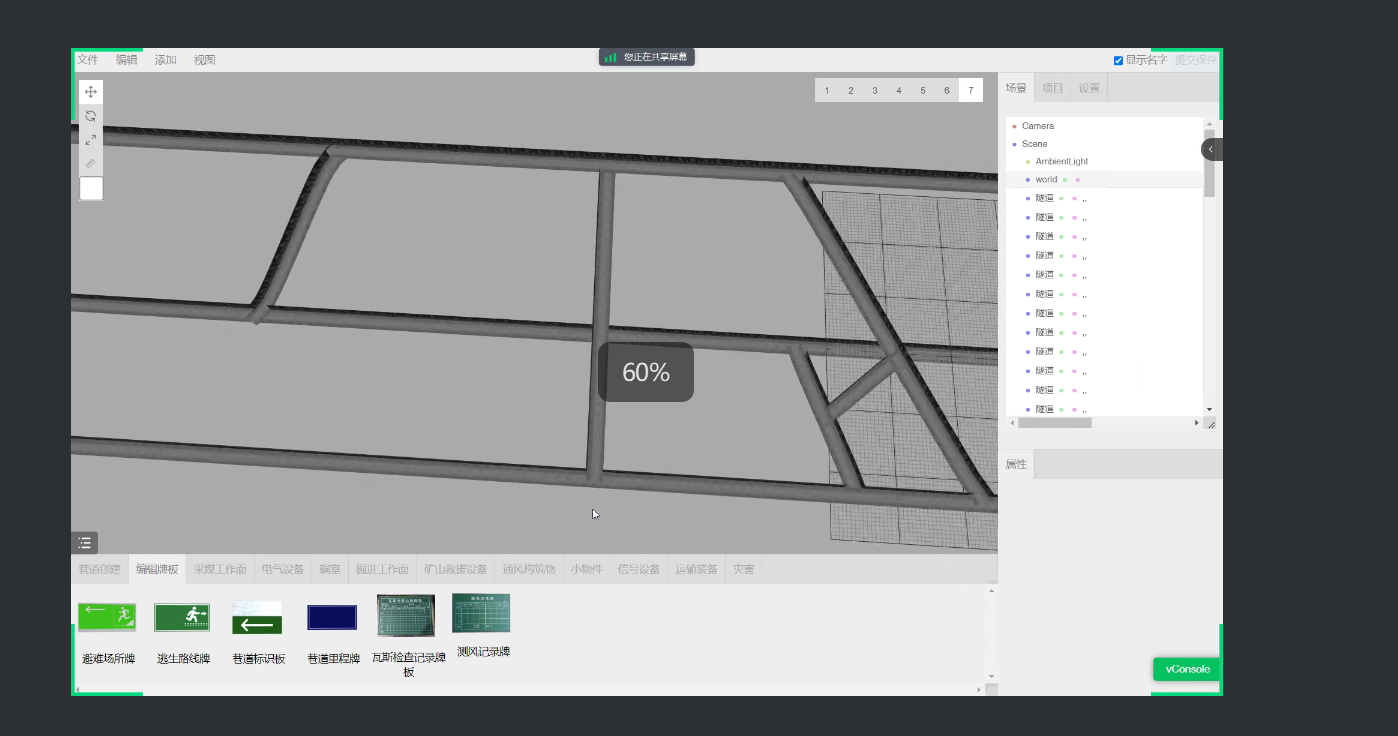 您正在共享屏幕
文件 编辑 添加 视图
显示名字 提交保存
1 2 3 4 5 6 7
场景 项目 设置
Camera
Scene
AmbientLight
world
隧道 ,,
隧道 ,,
隧道 ,,
隧道 ,,
隧道 ,,
隧道 ,,
隧道 ,,
隧道 ,,
隧道 ,,
隧道 ,,
隧道 ,,
隧道 ,,
60%
属性
巷道创建 编辑牌板 采煤工作面 电气设备 硐室 掘进工作面 矿山救援设备 通风构筑物 小物件 信号设备 运输装备 灾害
避难场所牌 逃生路线牌 巷道标识板 巷道里程牌 瓦斯检查记录牌板 测风记录牌
vConsole